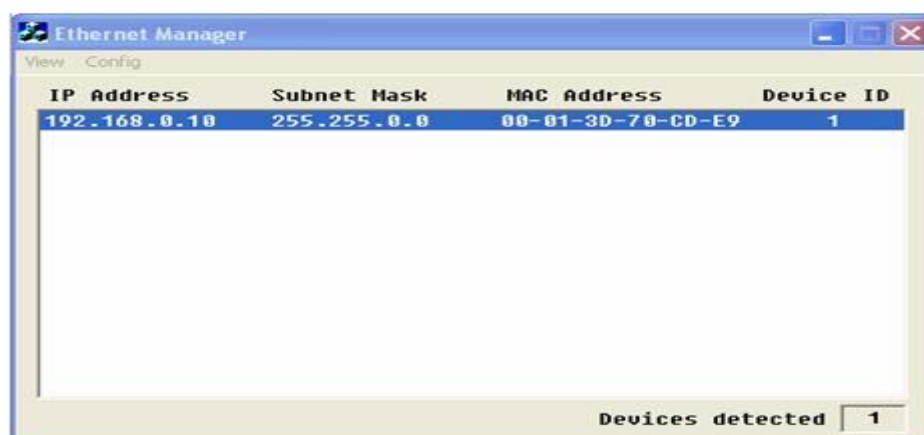 Ethernet Manager
View Config
IP Address Subnet Mask MAC Address Device ID
192.168.0.10 255.255.0.0 00-01-3D-70-CD-E9 1
Devices detected 1